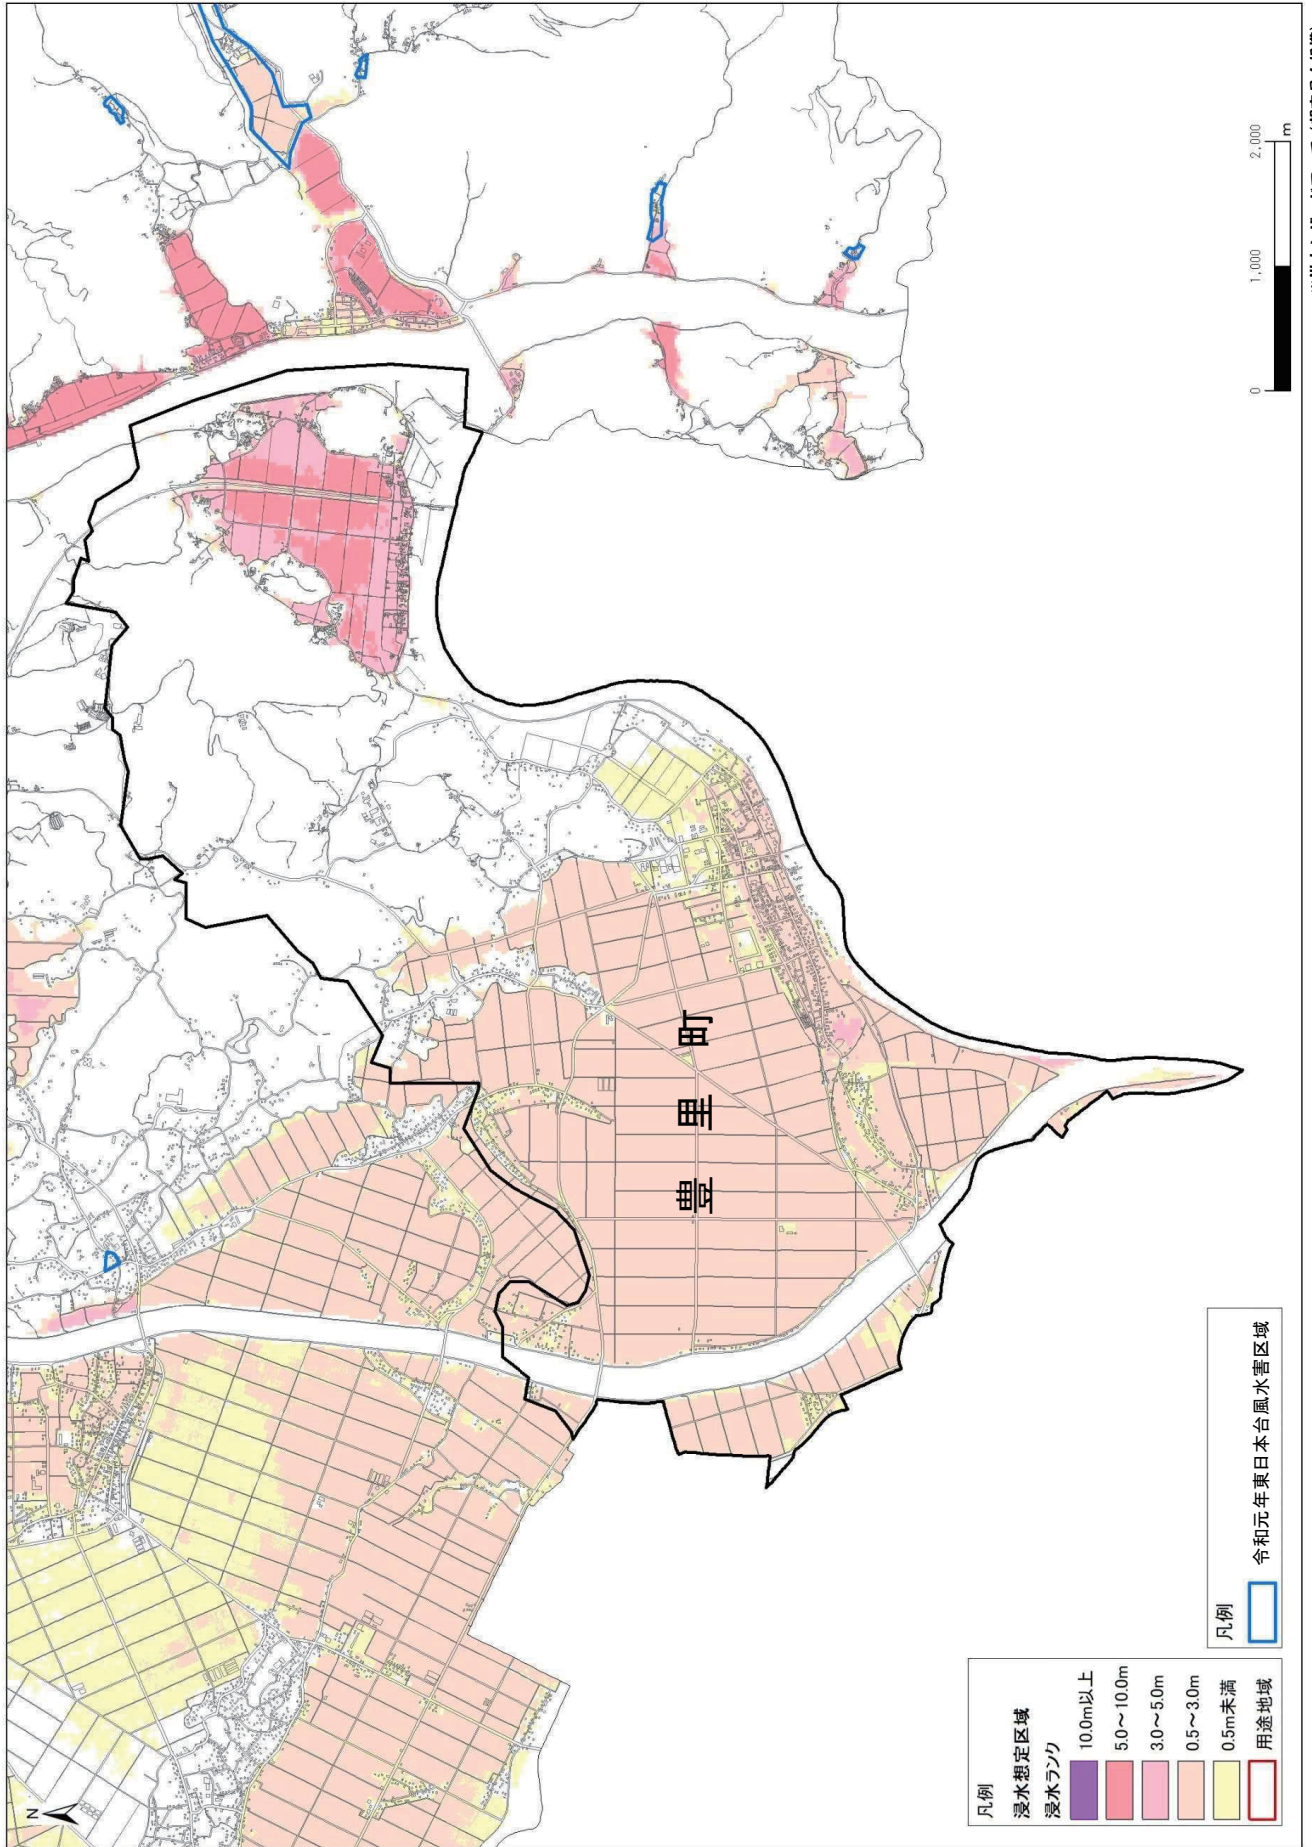 N
豊里町
凡例
浸水想定区域
浸水ランク
10.0m以上
5.0～10.0m
3.0～5.0m
0.5～3.0m
0.5m未満
用途地域
凡例
令和元年東日本台風水害区域
0 1,000 2,000
m